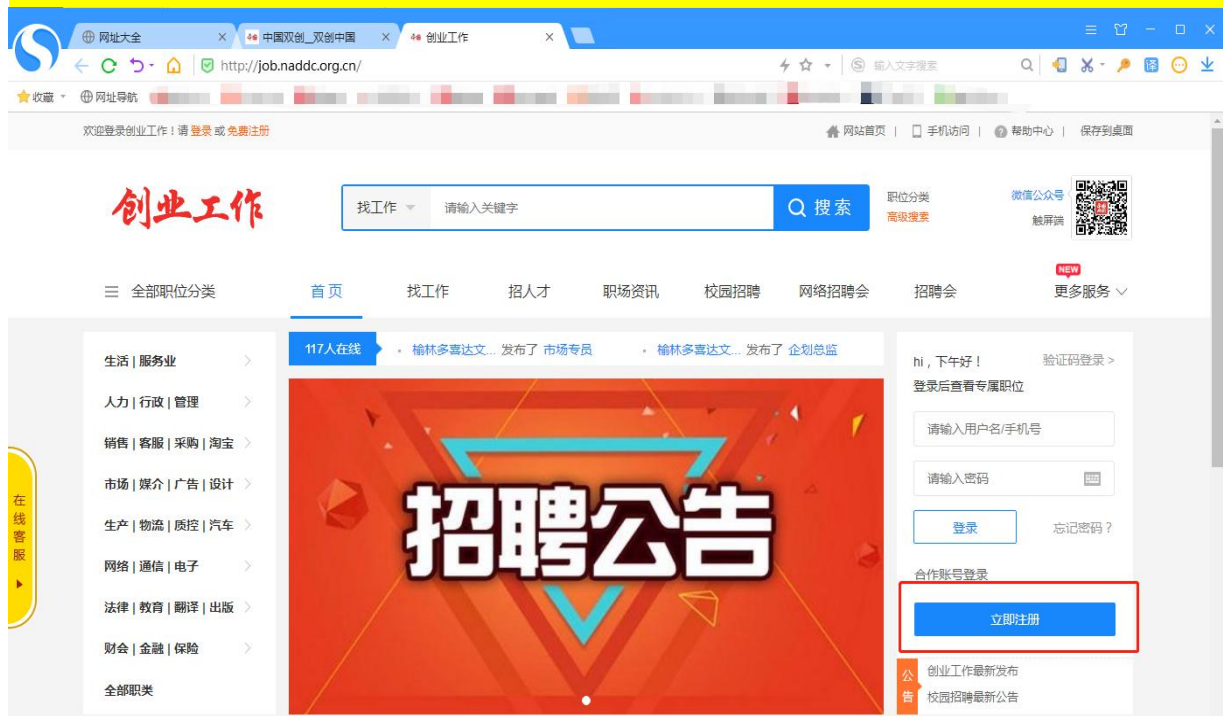 网址大全
中国双创_双创中国
创业工作
http://job.naddc.org.cn/
输入文字搜索
收藏
网页导航
欢迎登录创业工作！请 登录 或 免费注册
网站首页 | 手机访问 | 帮助中心 | 保存到桌面
创业工作
找工作
请输入关键字
搜索
职位分类
高级搜索
微信公众号
触屏端
NEW
全部职位分类
首页
找工作
招人才
职场资讯
校园招聘
网络招聘会
招聘会
更多服务
生活 | 服务业
人力 | 行政 | 管理
销售 | 客服 | 采购 | 淘宝
市场 | 媒介 | 广告 | 设计
生产 | 物流 | 质控 | 汽车
网络 | 通信 | 电子
法律 | 教育 | 翻译 | 出版
财会 | 金融 | 保险
全部职类
117人在线
榆林多喜达文... 发布了 市场专员
榆林多喜达文... 发布了 企划总监
招聘公告
hi，下午好！
验证码登录 >
登录后查看专属职位
请输入用户名/手机号
请输入密码
登录
忘记密码？
合作账号登录
立即注册
公告
创业工作最新发布
校园招聘最新公告
在线客服